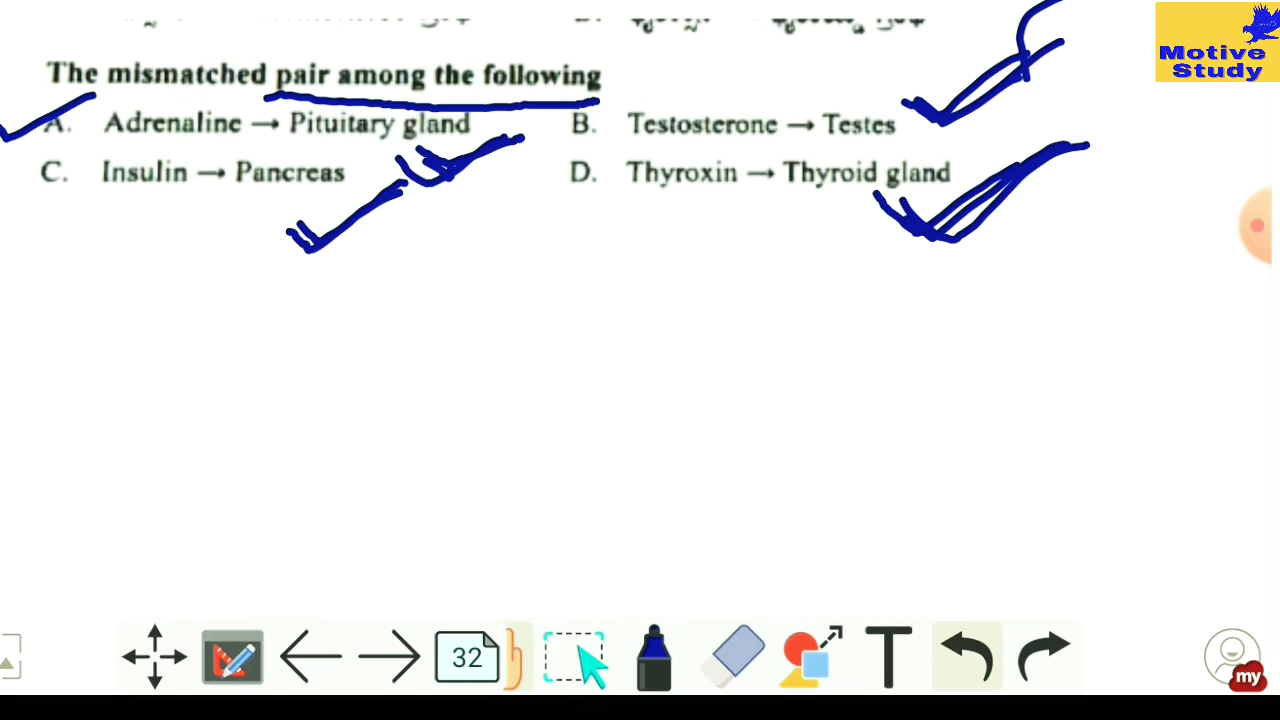 Motive
Study
The mismatched pair among the following
A. Adrenaline → Pituitary gland B. Testosterone → Testes
C. Insulin → Pancreas D. Thyroxin → Thyroid gland
32
T
my